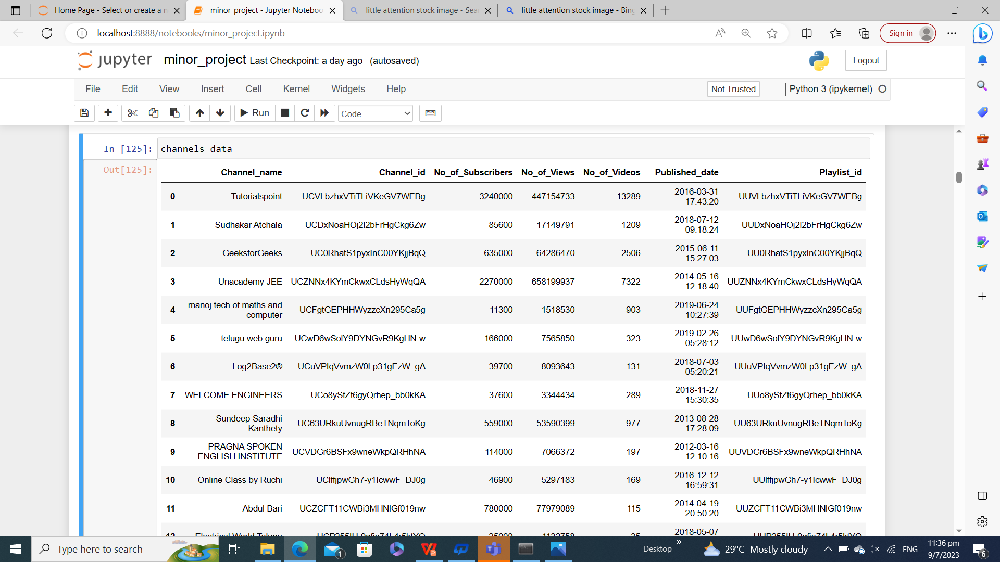 Home Page - Select or create a n
minor_project - Jupyter Noteboo
little attention stock image - Sea
little attention stock image - Bing
localhost:8888/notebooks/minor_project.ipynb
Sign in
jupyter minor_project Last Checkpoint: a day ago (autosaved)
Logout
File Edit View Insert Cell Kernel Widgets Help
Not Trusted
Python 3 (ipykernel)
Run
Code
In [125]: channels_data
Out[125]:
Channel_name Channel_id No_of_Subscribers No_of_Views No_of_Videos Published_date Playlist_id
0 Tutorialspoint UCVLbzhxVTiTLiVKeGV7WEBg 3240000 447154733 13289 2016-03-31 17:43:20 UUVLbzhxVTiTLiVKeGV7WEBg
1 Sudhakar Atchala UCDxNoaHOj2l2bFrHgCkg6Zw 85600 17149791 1209 2018-07-12 09:18:24 UUDxNoaHOj2l2bFrHgCkg6Zw
2 GeeksforGeeks UC0RhatS1pyxInC00YKjjBqQ 635000 64286470 2506 2015-06-11 15:27:03 UU0RhatS1pyxInC00YKjjBqQ
3 Unacademy JEE UCZNNx4KYmCkwxCLdsHyWqQA 2270000 658199937 7322 2014-05-16 12:18:40 UUZNNx4KYmCkwxCLdsHyWqQA
4 manoj tech of maths and computer UCFgtGEPHHWyzzcXn295Ca5g 11300 1518530 903 2019-06-24 10:27:39 UUFgtGEPHHWyzzcXn295Ca5g
5 telugu web guru UCwD6wSolY9DYNGvR9KgHN-w 166000 7565850 323 2019-02-26 05:28:12 UUwD6wSolY9DYNGvR9KgHN-w
6 Log2Base2® UCuVPIqVvmzW0Lp31gEzW_gA 39700 8093643 131 2018-07-03 05:20:21 UUuVPIqVvmzW0Lp31gEzW_gA
7 WELCOME ENGINEERS UCo8ySfZt6gyQrhep_bb0kKA 37600 3344434 289 2018-11-27 15:30:35 UUo8ySfZt6gyQrhep_bb0kKA
8 Sundeep Saradhi Kanthety UC63URkuUvnugRBeTNqmToKg 559000 53590399 977 2013-08-28 17:28:09 UU63URkuUvnugRBeTNqmToKg
9 PRAGNA SPOKEN ENGLISH INSTITUTE UCVDGr6BSFx9wneWkpQRHhNA 114000 7066372 197 2012-03-16 12:10:16 UUVDGr6BSFx9wneWkpQRHhNA
10 Online Class by Ruchi UClffjpwGh7-y1IcwwF_DJ0g 46900 5297183 169 2016-12-12 16:59:31 UUlffjpwGh7-y1IcwwF_DJ0g
11 Abdul Bari UCZCFT11CWBi3MHNlGf019nw 780000 77979089 115 2014-04-19 20:50:20 UUZCFT11CWBi3MHNlGf019nw
12 Electrical World Telugu 2018-05-07
Type here to search
1
Desktop
29°C Mostly cloudy
ENG
11:36 pm
9/7/2023
6